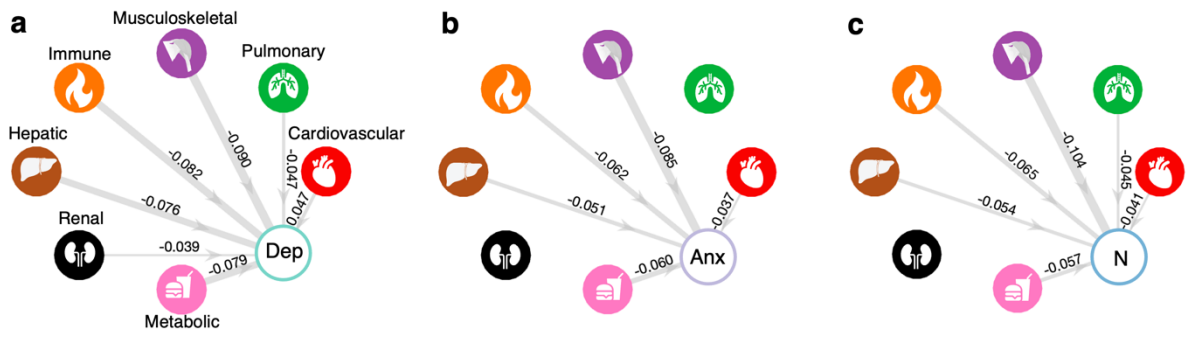 a
Musculoskeletal
Immune
Pulmonary
Hepatic
Cardiovascular
Renal
Metabolic
-0.082
-0.090
-0.047
0.047
-0.076
-0.039
-0.079
Dep
b
-0.062
-0.085
-0.051
-0.037
-0.060
Anx
c
-0.065
-0.104
-0.045
-0.041
-0.054
-0.057
N